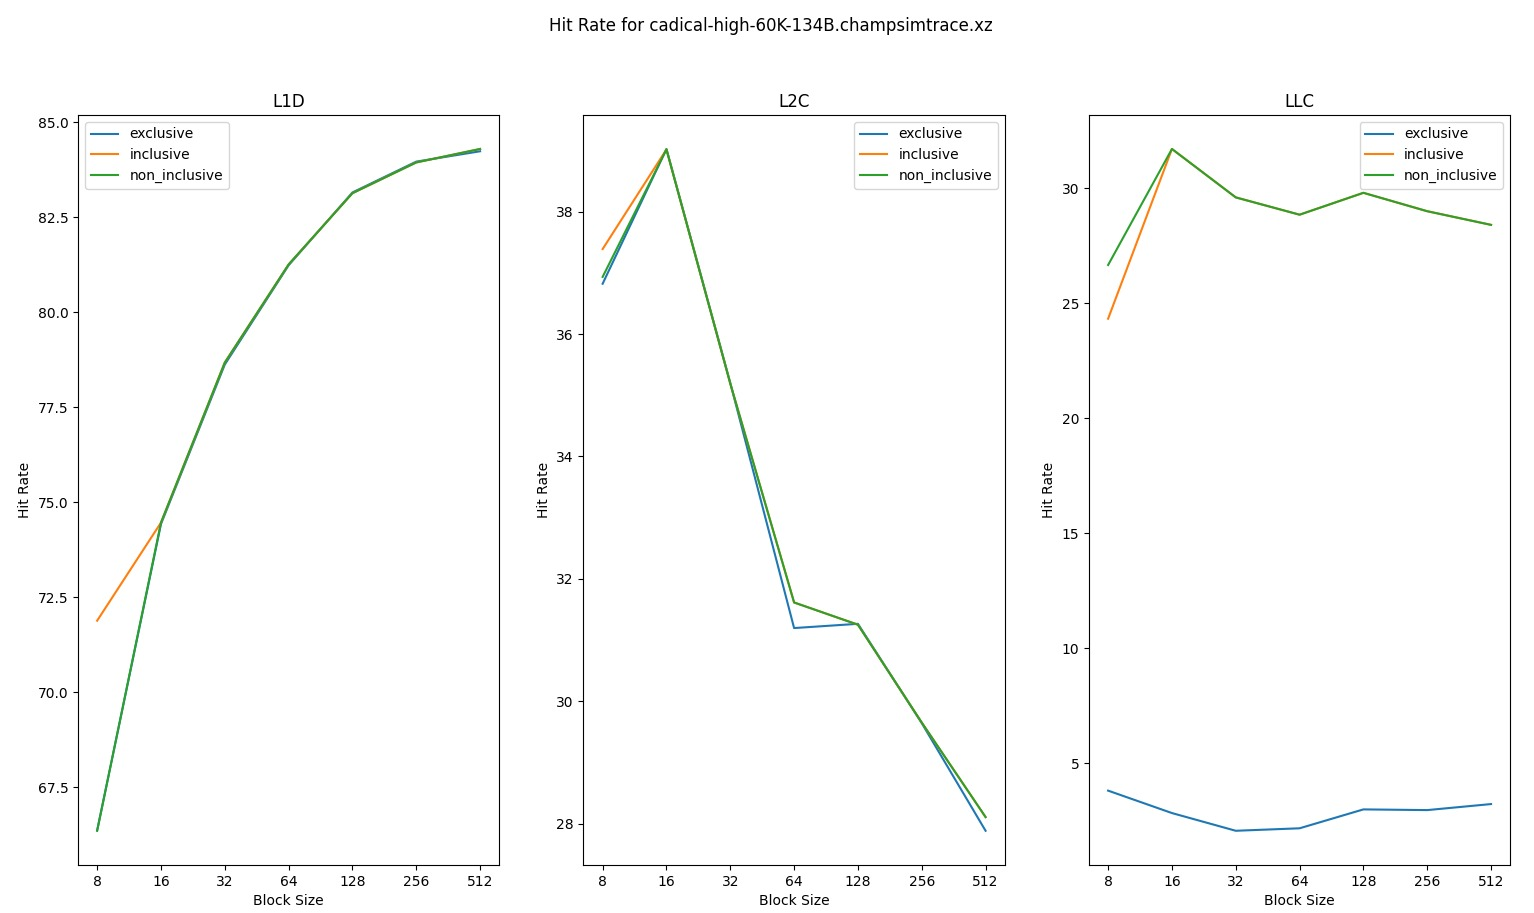 Hit Rate for cadical-high-60K-134B.champsimtrace.xz
L1D
exclusive
inclusive
non_inclusive
85.0
82.5
80.0
77.5
75.0
72.5
70.0
67.5
Hit Rate
8 16 32 64 128 256 512
Block Size
L2C
exclusive
inclusive
non_inclusive
38
36
34
32
30
28
Hit Rate
8 16 32 64 128 256 512
Block Size
LLC
exclusive
inclusive
non_inclusive
30
25
20
15
10
5
Hit Rate
8 16 32 64 128 256 512
Block Size